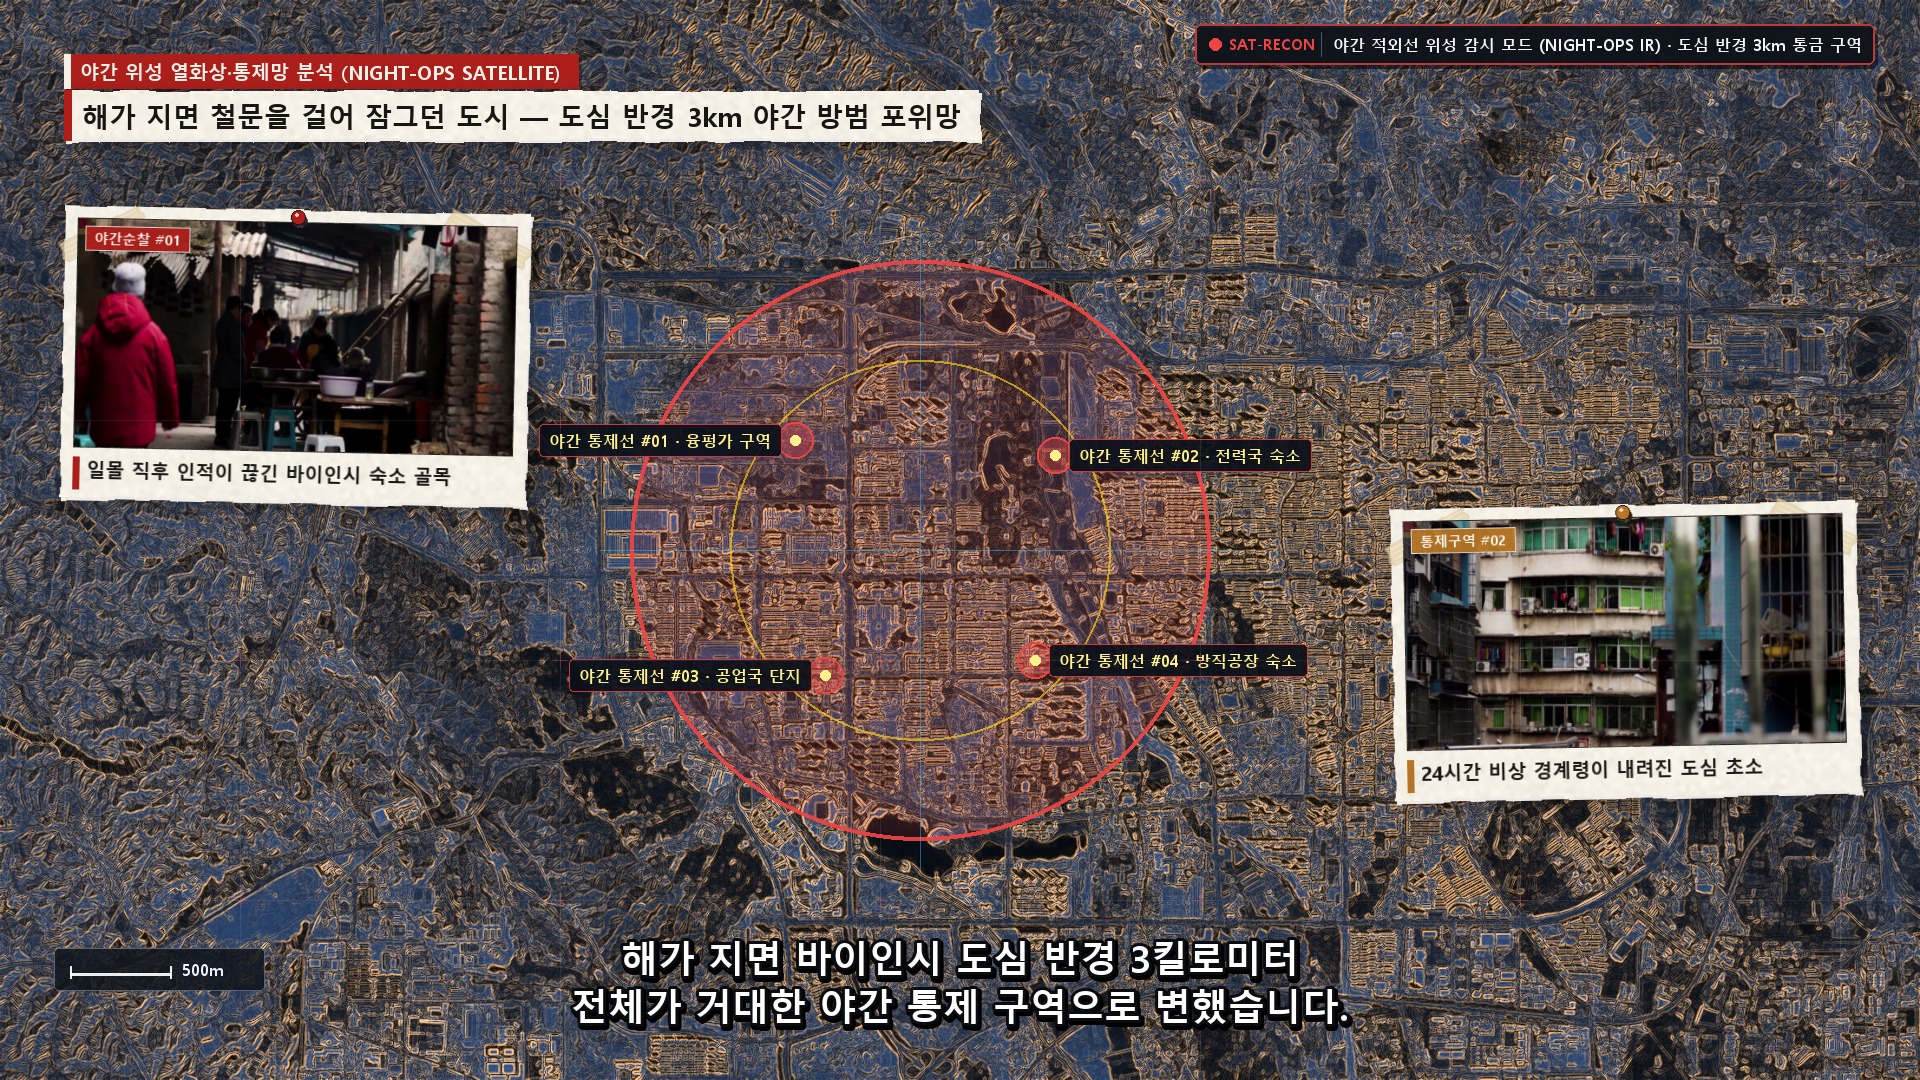 SAT-RECON 야간 적외선 위성 감시 모드 (NIGHT-OPS IR) · 도심 반경 3km 통금 구역
야간 위성 열화상·통제망 분석 (NIGHT-OPS SATELLITE)
해가 지면 철문을 걸어 잠그던 도시 — 도심 반경 3km 야간 방범 포위망
야간순찰 #01
일몰 직후 인적이 끊긴 바이인시 숙소 골목
야간 통제선 #01 · 융펑가 구역
야간 통제선 #02 · 전력국 숙소
통제구역 #02
24시간 비상 경계령이 내려진 도심 초소
야간 통제선 #03 · 공업국 단지
야간 통제선 #04 · 방직공장 숙소
500m
해가 지면 바이인시 도심 반경 3킬로미터
전체가 거대한 야간 통제 구역으로 변했습니다.